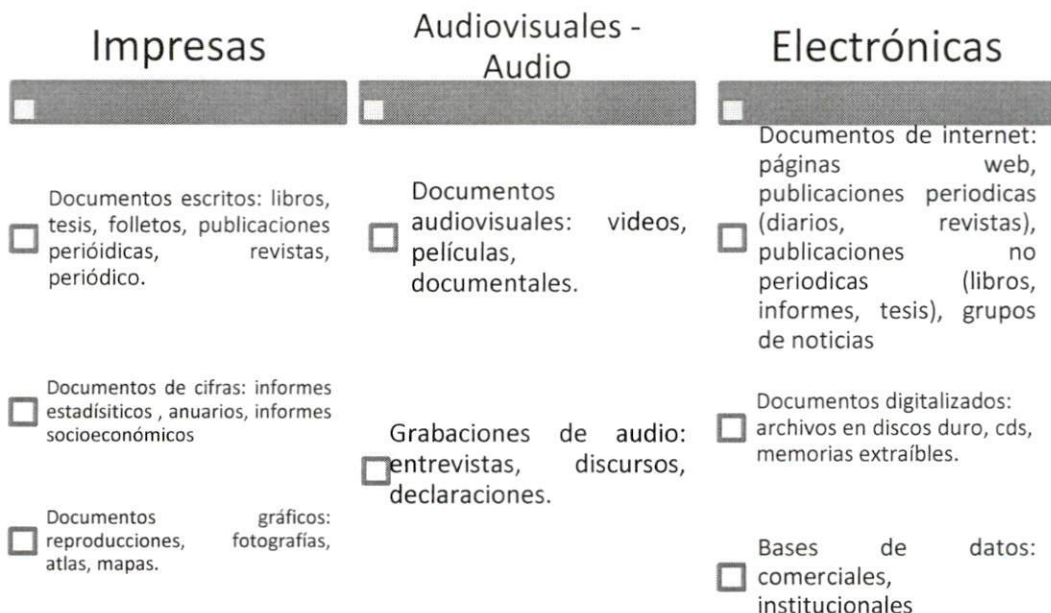 Impresas
Documentos escritos: libros,
tesis, folletos, publicaciones
perióidicas, revistas,
periódico.
Documentos de cifras: informes
estadísiticos , anuarios, informes
socioeconómicos
Documentos gráficos:
reproducciones, fotografías,
atlas, mapas.
Audiovisuales -
Audio
Documentos
audiovisuales: videos,
películas,
documentales.
Grabaciones de audio:
entrevistas, discursos,
declaraciones.
Electrónicas
Documentos de internet:
páginas web,
publicaciones periodicas
(diarios, revistas),
publicaciones no
periodicas (libros,
informes, tesis), grupos
de noticias
Documentos digitalizados:
archivos en discos duro, cds,
memorias extraíbles.
Bases de datos:
comerciales,
institucionales